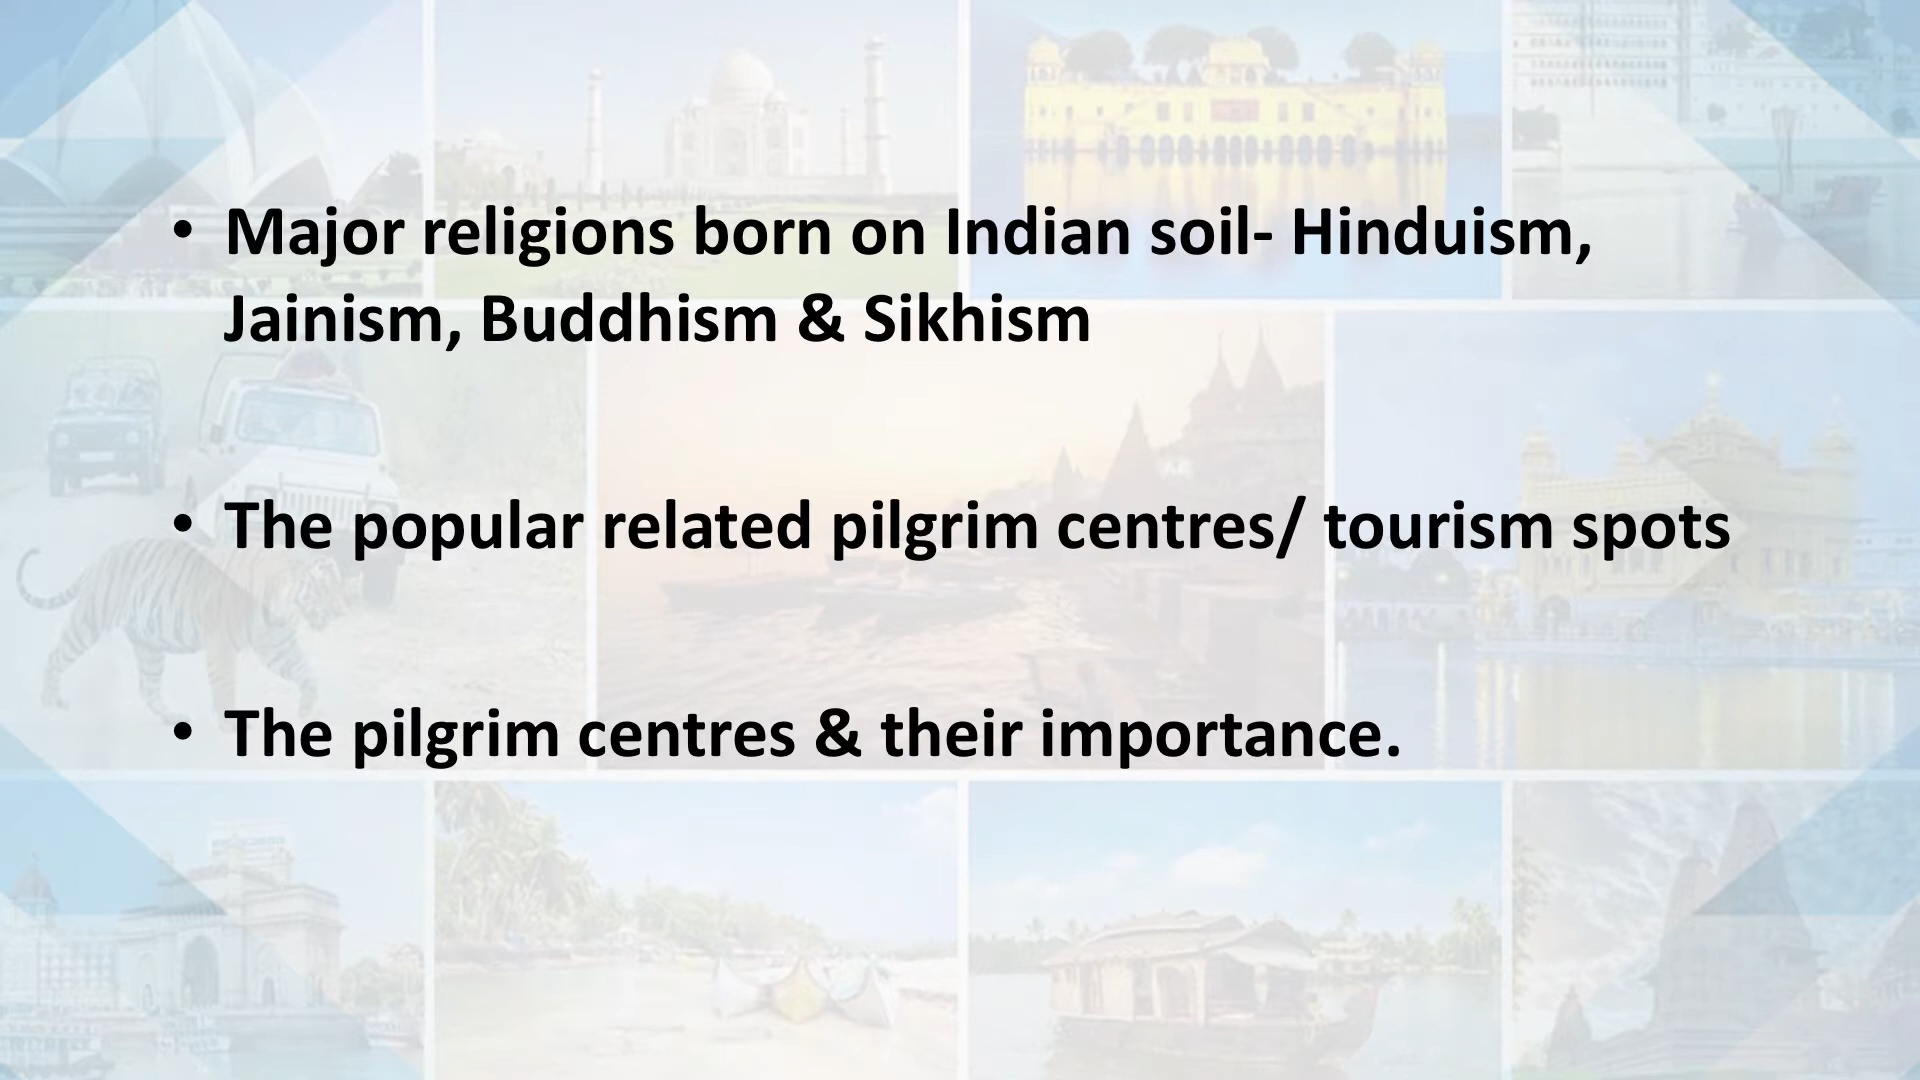 • Major religions born on Indian soil- Hinduism,
Jainism, Buddhism & Sikhism
• The popular related pilgrim centres/ tourism spots
• The pilgrim centres & their importance.